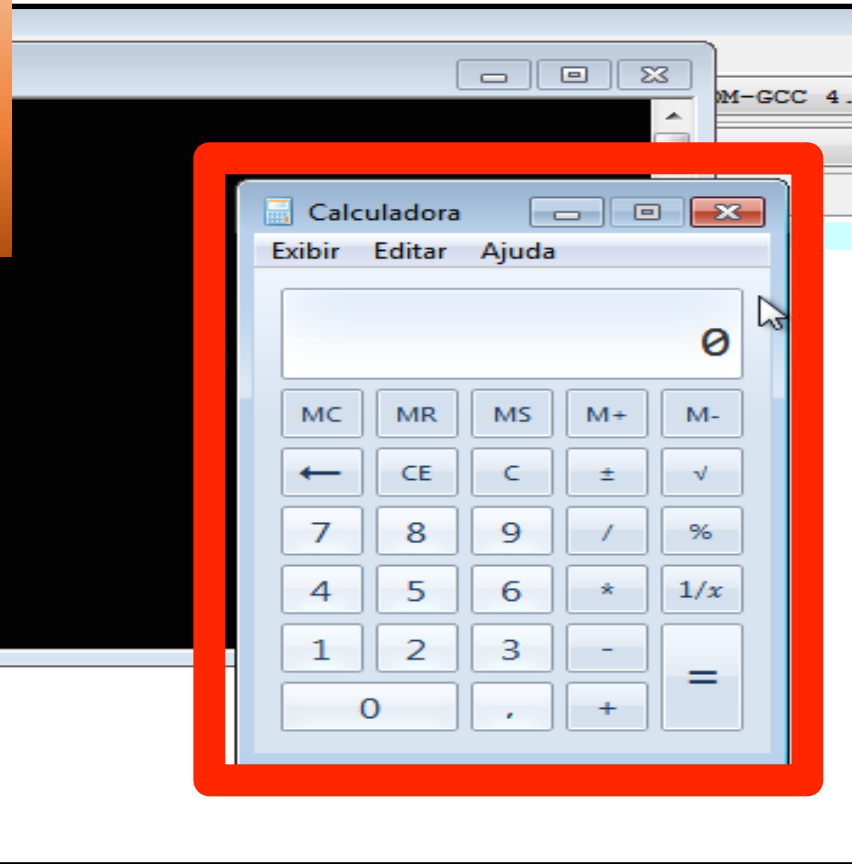 DM-GCC 4.
Calculadora
Exibir Editar Ajuda
0
MC MR MS M+ M-
← CE C ± √
7 8 9 / %
4 5 6 * 1/x
1 2 3 - =
0 , +